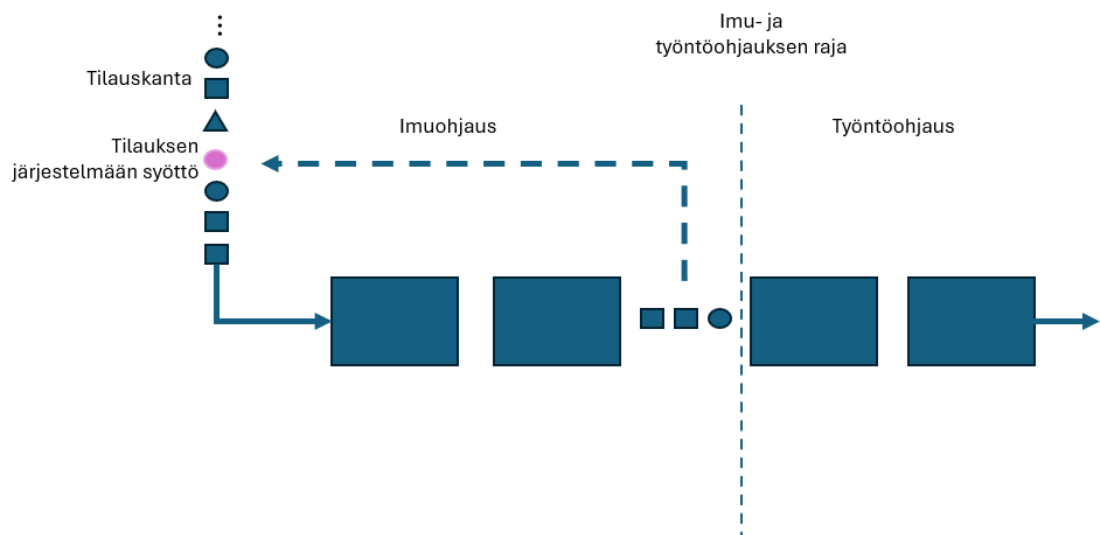 Imu- ja
työntöohjauksen raja
Tilauskanta
Imuohjaus
Työntöohjaus
Tilauksen
järjestelmään syöttö